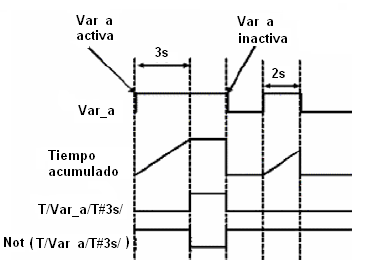 Var_a
activa
Var_a
inactiva
3s
2s
Var_a
Tiempo
acumulado
T/Var_a/T#3s/
Not (T/Var_a/T#3s/ )